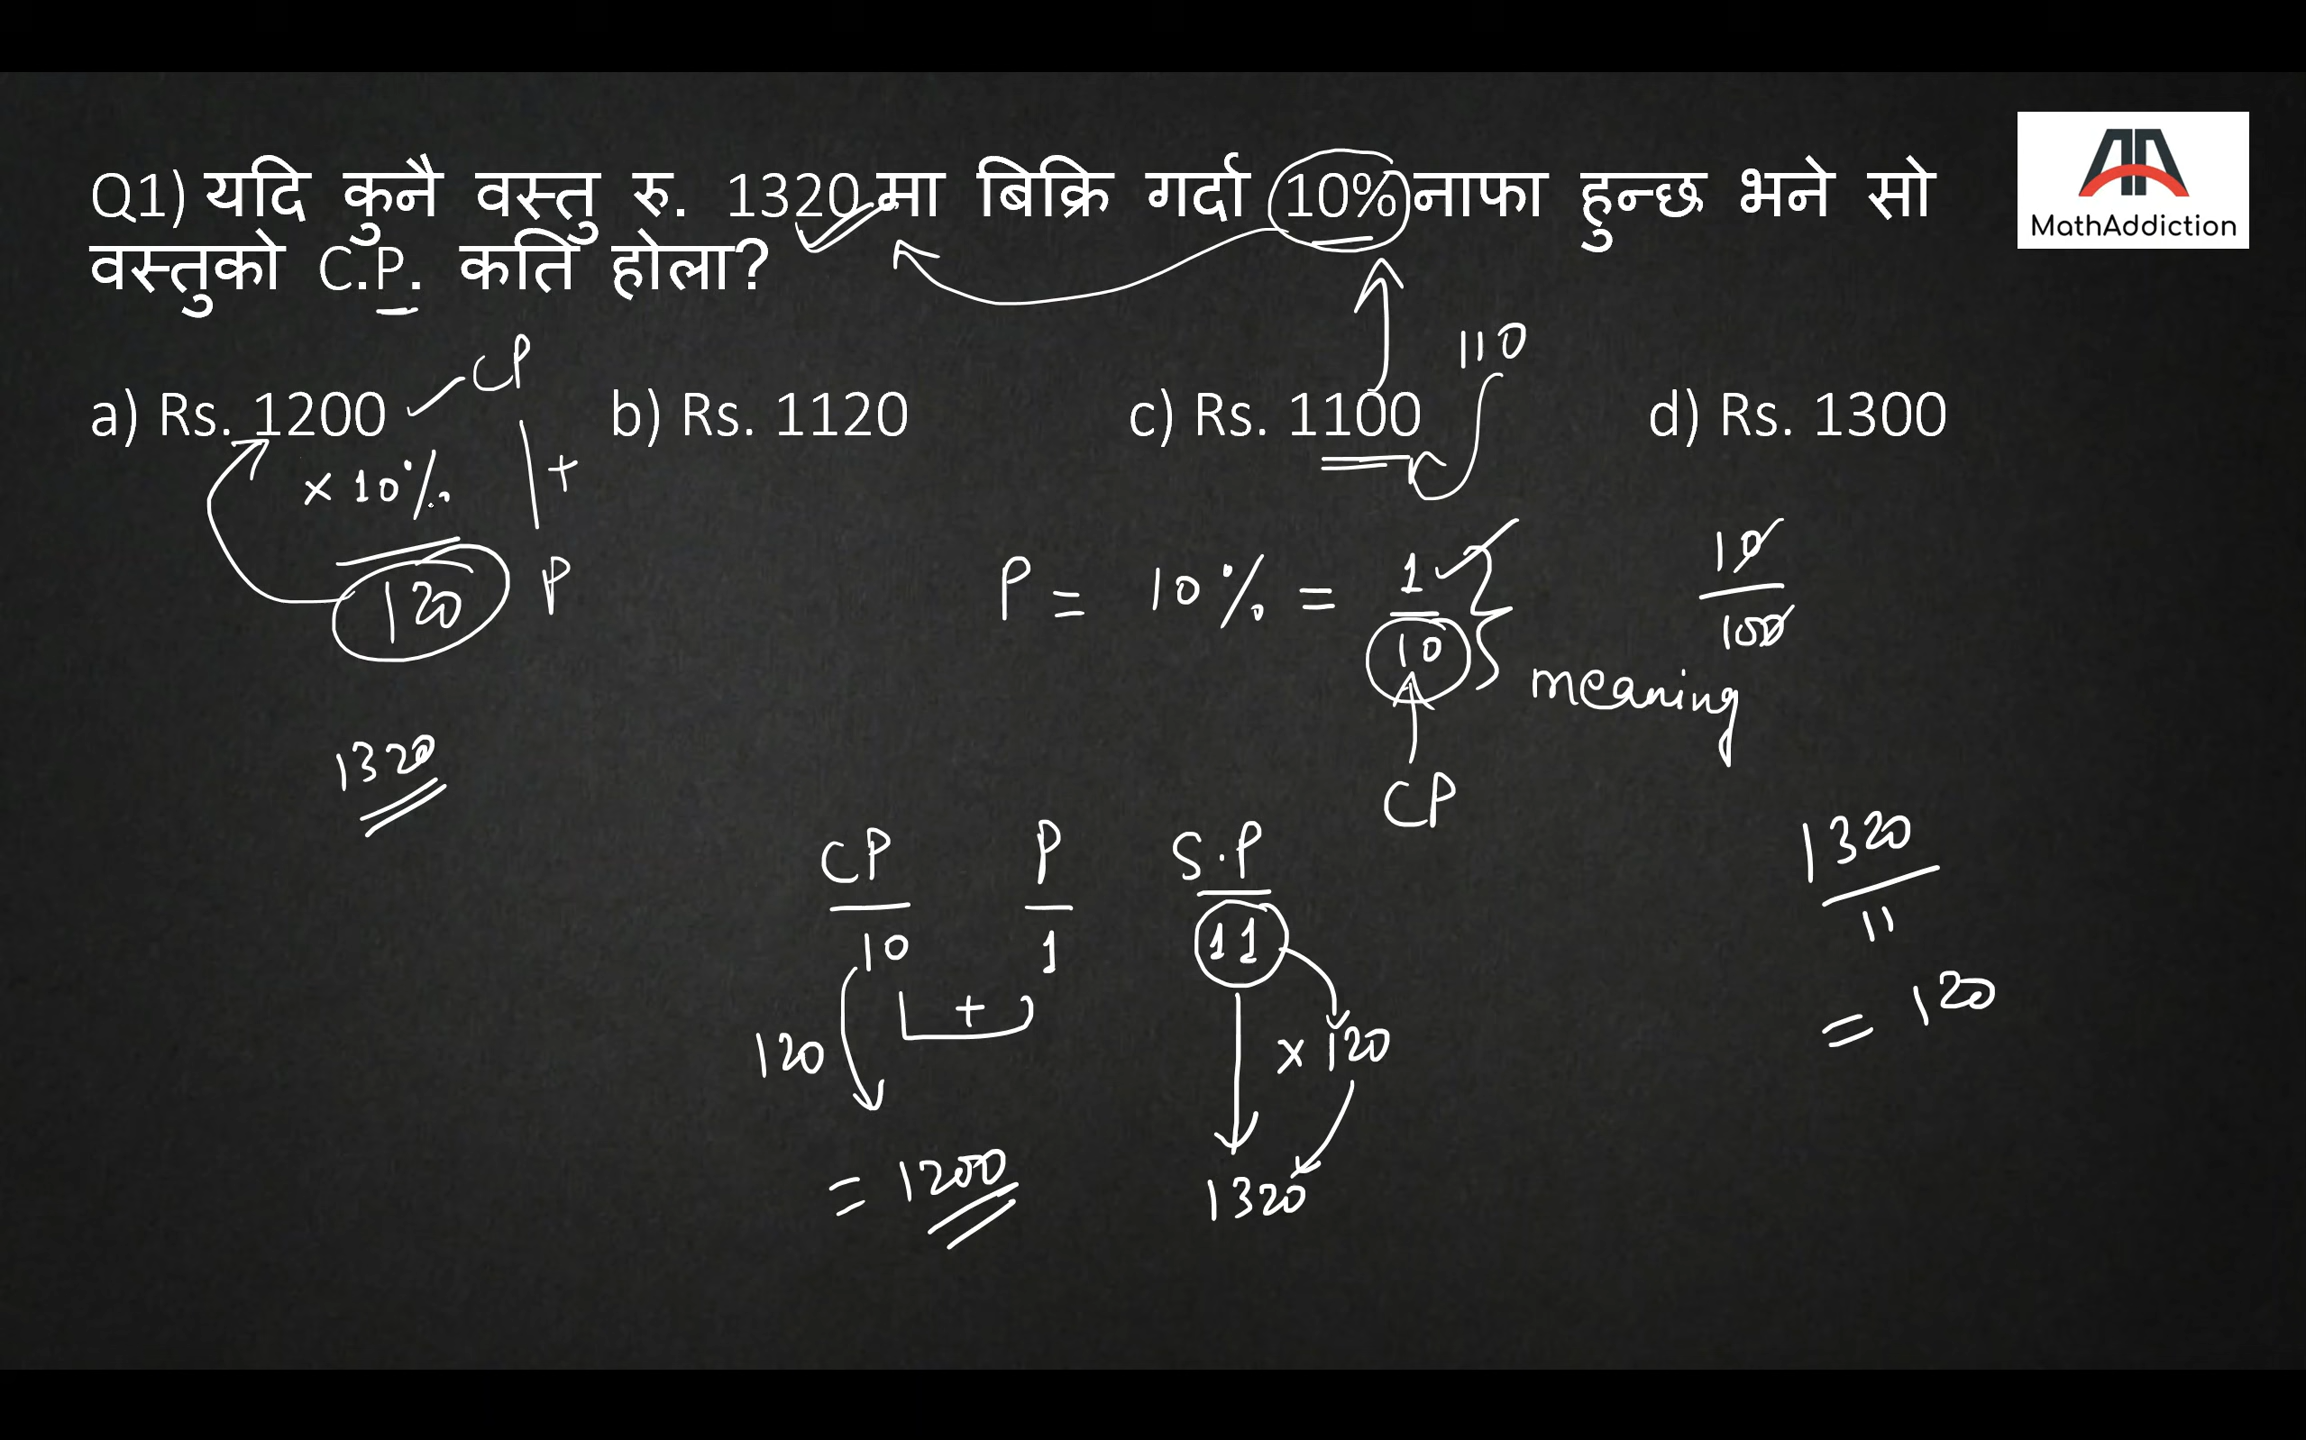 Q1) यदि कुनै वस्तु रु. 1320 मा बिक्रि गर्दा 10% नाफा हुन्छ भने सो
वस्तुको C.P. कति होला?
MathAddiction
CP
110
a) Rs. 1200
b) Rs. 1120
c) Rs. 1100
d) Rs. 1300
x 10%
+
120
P
1320
P = 10% = 1/10
10/100
meaning
CP
CP P S.P
10 1 11
+
120
x 120
= 1200
1320
1320/11
= 120